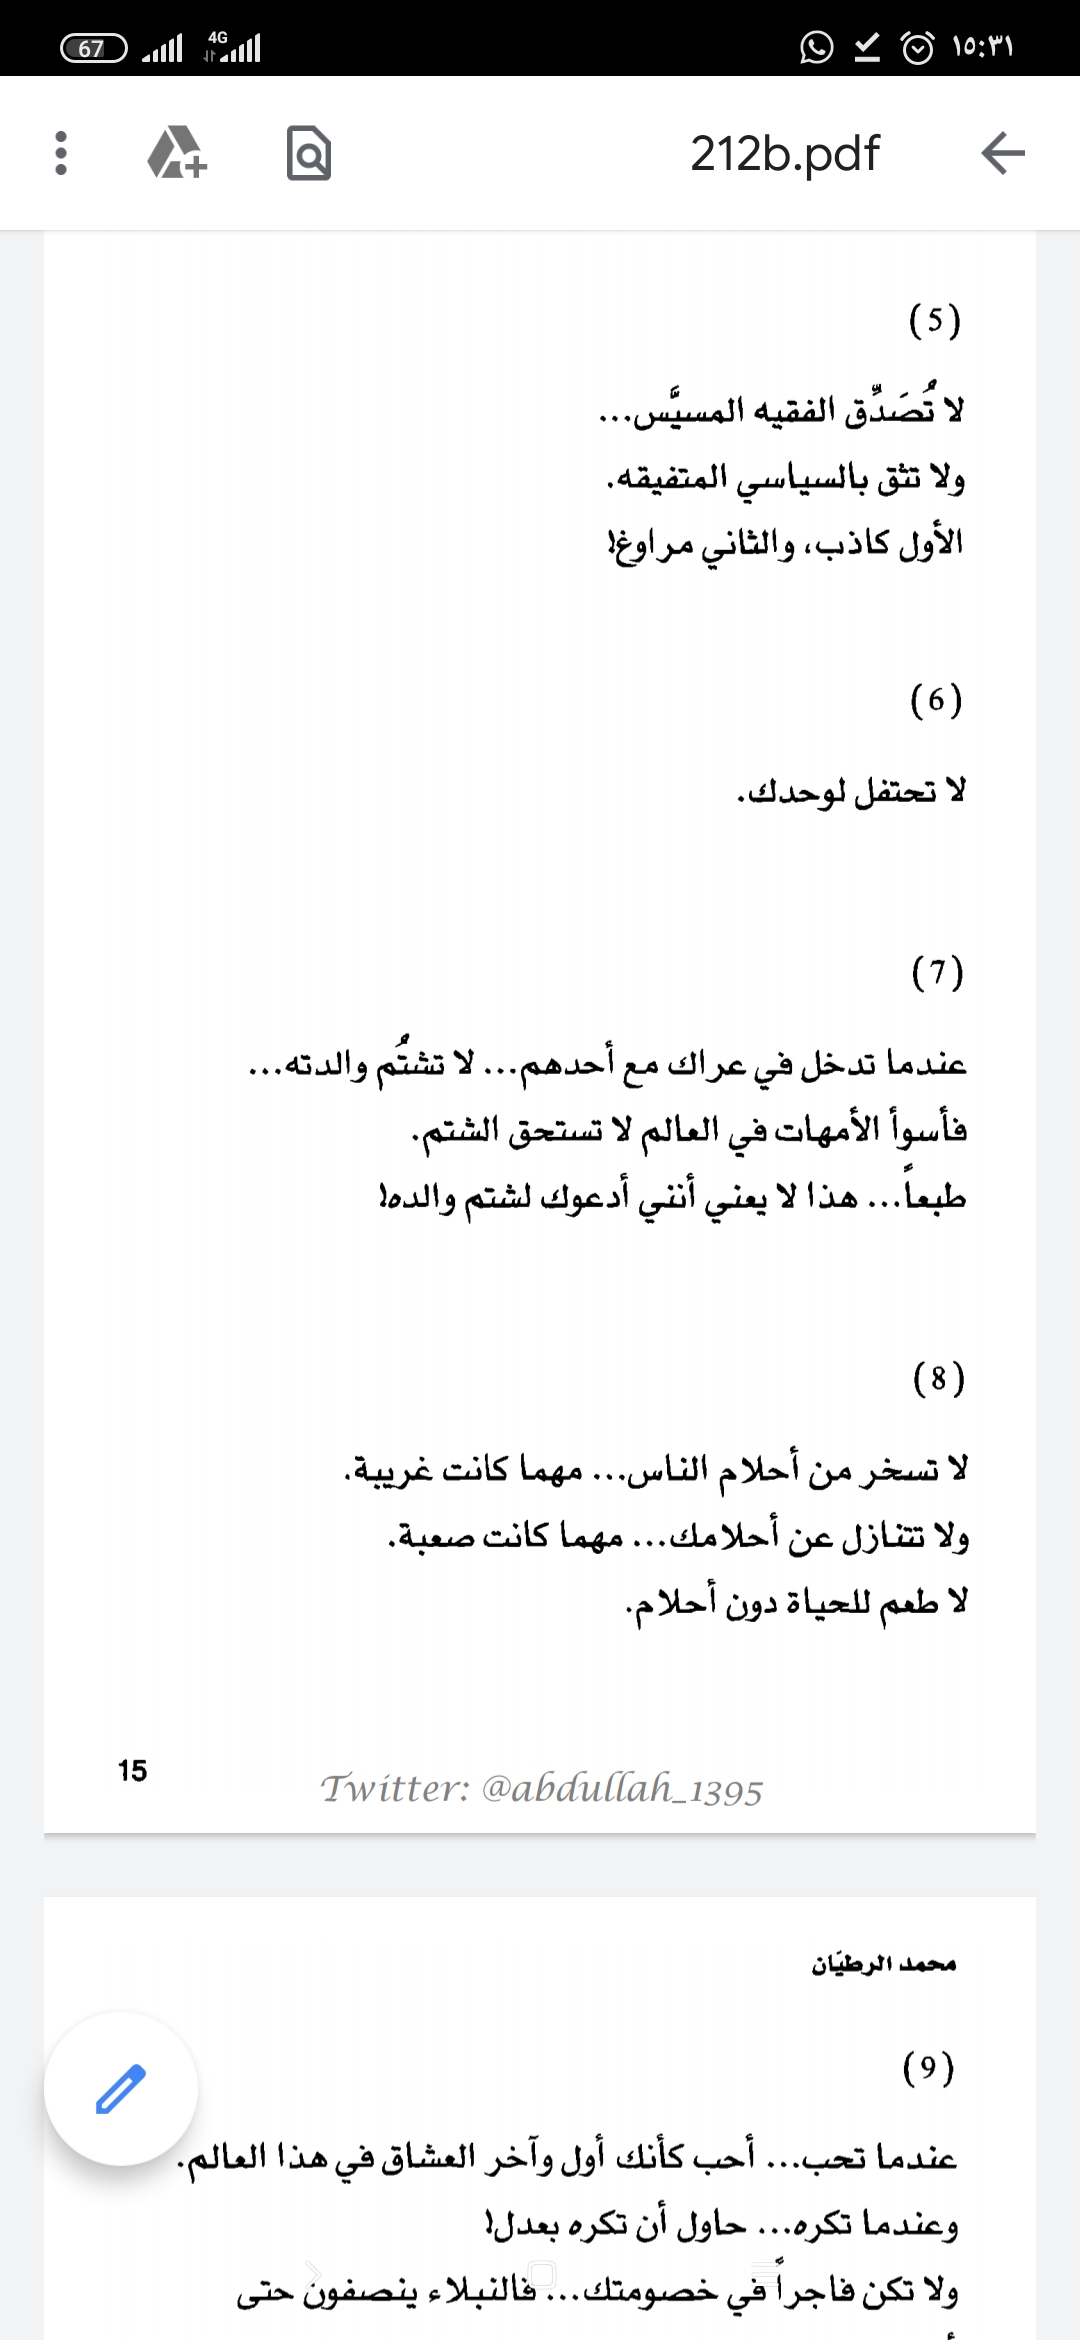 67
4G
١٥:٣١
212b.pdf
(5)
لا تُصَدِّق الفقيه المسيَّس...
ولا تثق بالسياسي المتفيقه.
الأول كاذب، والثاني مراوغ!
(6)
لا تحتفل لوحدك.
(7)
عندما تدخل في عراك مع أحدهم... لا تشتُم والدته...
فأسوأ الأمهات في العالم لا تستحق الشتم.
طبعاً... هذا لا يعني أنني أدعوك لشتم والده!
(8)
لا تسخر من أحلام الناس... مهما كانت غريبة.
ولا تتنازل عن أحلامك... مهما كانت صعبة.
لا طعم للحياة دون أحلام.
15
Twitter: @abdullah_1395
محمد الرطيّان
(9)
عندما تحب... أحب كأنك أول وآخر العشاق في هذا العالم.
وعندما تكره... حاول أن تكره بعدل!
ولا تكن فاجراً في خصومتك... فالنبلاء ينصفون حتى